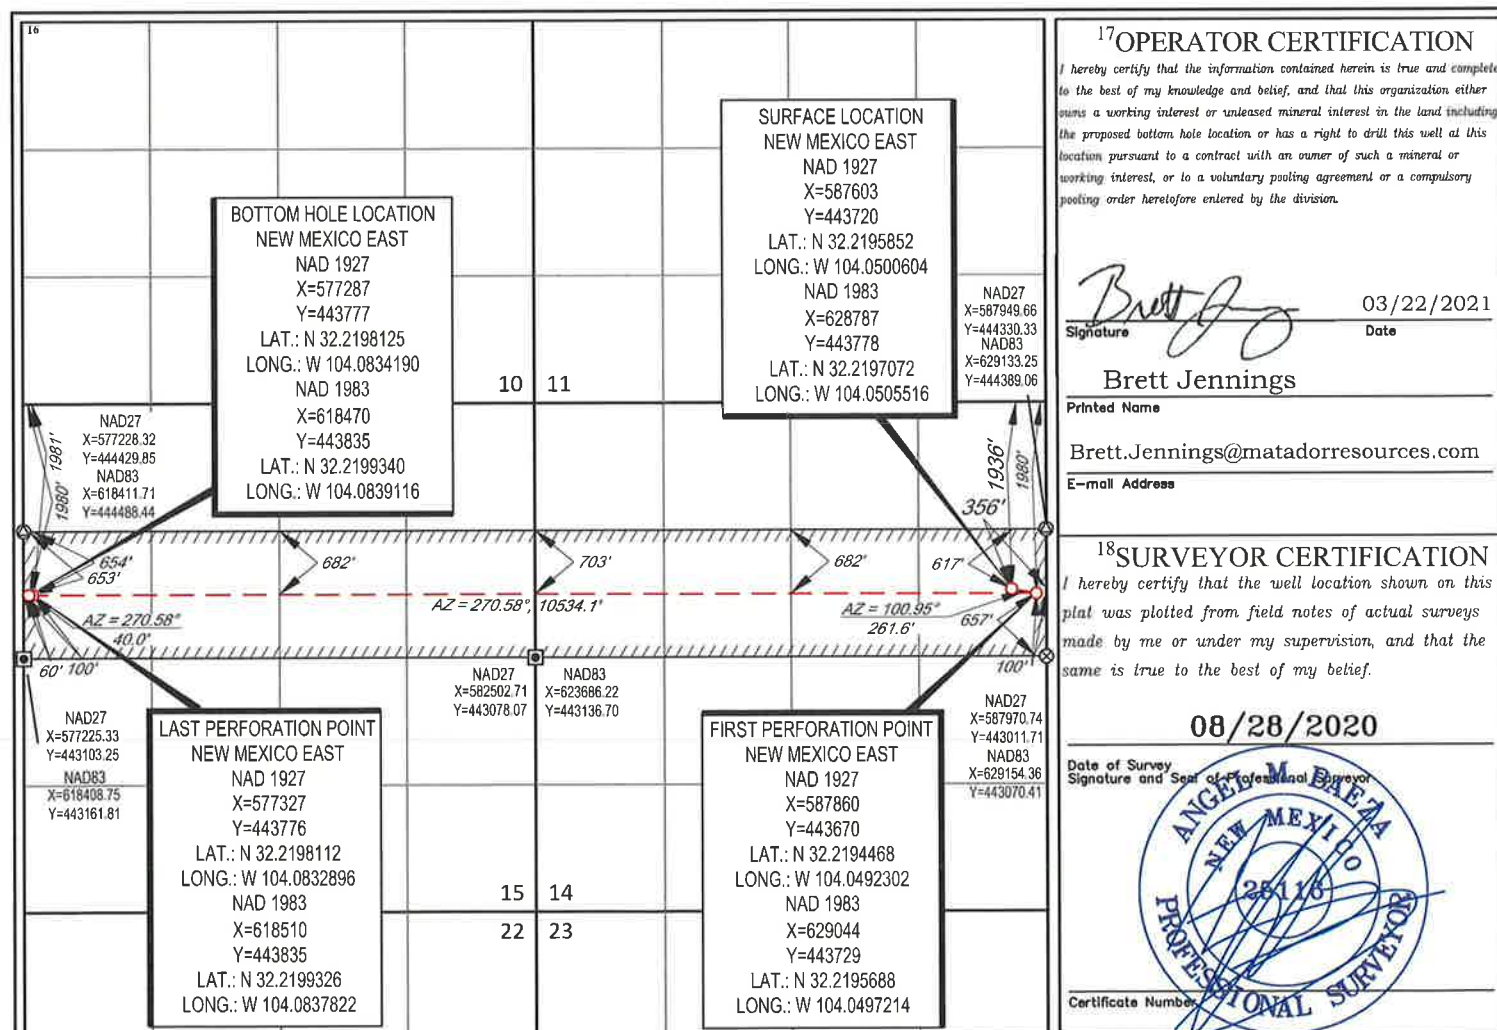 16
BOTTOM HOLE LOCATION
NEW MEXICO EAST
NAD 1927
X=577287
Y=443777
LAT.: N 32.2198125
LONG.: W 104.0834190
NAD 1983
X=618470
Y=443835
LAT.: N 32.2199340
LONG.: W 104.0839116
SURFACE LOCATION
NEW MEXICO EAST
NAD 1927
X=587603
Y=443720
LAT.: N 32.2195852
LONG.: W 104.0500604
NAD 1983
X=628787
Y=443778
LAT.: N 32.2197072
LONG.: W 104.0505516
NAD27
X=587949.66
Y=444330.33
NAD83
X=629133.25
Y=444389.06
10 11
NAD27
X=577228.32
Y=444429.85
NAD83
X=618411.71
Y=444488.44
1981'
1980'
1936'
1980'
356'
654'
653'
682'
703'
682'
617'
AZ = 270.58°
40.0'
AZ = 270.58°, 10534.1'
AZ = 100.95°
261.6'
657'
60' 100'
100'
NAD27
X=577225.33
Y=443103.25
NAD83
X=618408.75
Y=443161.81
NAD27
X=582502.71
Y=443078.07
NAD83
X=623686.22
Y=443136.70
NAD27
X=587970.74
Y=443011.71
NAD83
X=629154.36
Y=443070.41
LAST PERFORATION POINT
NEW MEXICO EAST
NAD 1927
X=577327
Y=443776
LAT.: N 32.2198112
LONG.: W 104.0832896
NAD 1983
X=618510
Y=443835
LAT.: N 32.2199326
LONG.: W 104.0837822
15 14
22 23
FIRST PERFORATION POINT
NEW MEXICO EAST
NAD 1927
X=587860
Y=443670
LAT.: N 32.2194468
LONG.: W 104.0492302
NAD 1983
X=629044
Y=443729
LAT.: N 32.2195688
LONG.: W 104.0497214
17OPERATOR CERTIFICATION
I hereby certify that the information contained herein is true and complete
to the best of my knowledge and belief, and that this organization either
owns a working interest or unleased mineral interest in the land including
the proposed bottom hole location or has a right to drill this well at this
location pursuant to a contract with an owner of such a mineral or
working interest, or to a voluntary pooling agreement or a compulsory
pooling order heretofore entered by the division.
03/22/2021
Signature Date
Brett Jennings
Printed Name
Brett.Jennings@matadorresources.com
E-mail Address
18SURVEYOR CERTIFICATION
I hereby certify that the well location shown on this
plat was plotted from field notes of actual surveys
made by me or under my supervision, and that the
same is true to the best of my belief.
08/28/2020
Date of Survey
Signature and Seal of Professional Surveyor
ANGEL M. BAEZA
NEW MEXICO
25116
PROFESSIONAL SURVEYOR
Certificate Number